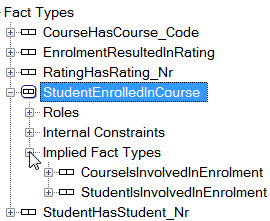 Fact Types
CourseHasCourse_Code
EnrolmentResultedInRating
RatingHasRating_Nr
StudentEnrolledInCourse
Roles
Internal Constraints
Implied Fact Types
CourseIsInvolvedInEnrolment
StudentIsInvolvedInEnrolment
StudentHasStudent_Nr